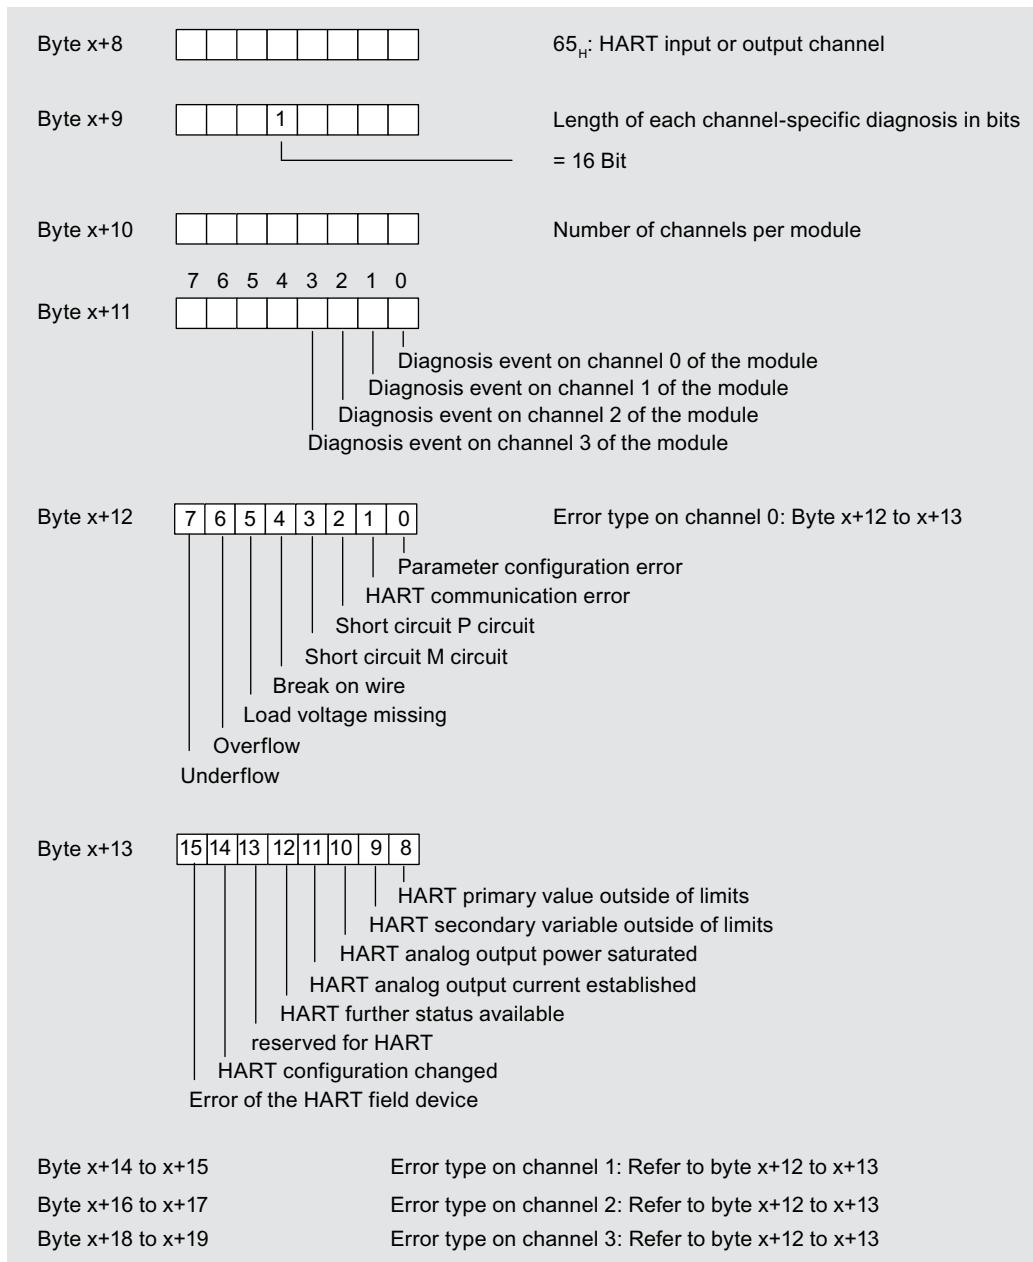 Byte x+8 65H: HART input or output channel
Byte x+9 1 Length of each channel-specific diagnosis in bits
= 16 Bit
Byte x+10 Number of channels per module
7 6 5 4 3 2 1 0
Byte x+11
Diagnosis event on channel 0 of the module
Diagnosis event on channel 1 of the module
Diagnosis event on channel 2 of the module
Diagnosis event on channel 3 of the module
Byte x+12 7 6 5 4 3 2 1 0 Error type on channel 0: Byte x+12 to x+13
Parameter configuration error
HART communication error
Short circuit P circuit
Short circuit M circuit
Break on wire
Load voltage missing
Overflow
Underflow
Byte x+13 15 14 13 12 11 10 9 8
HART primary value outside of limits
HART secondary variable outside of limits
HART analog output power saturated
HART analog output current established
HART further status available
reserved for HART
HART configuration changed
Error of the HART field device
Byte x+14 to x+15 Error type on channel 1: Refer to byte x+12 to x+13
Byte x+16 to x+17 Error type on channel 2: Refer to byte x+12 to x+13
Byte x+18 to x+19 Error type on channel 3: Refer to byte x+12 to x+13